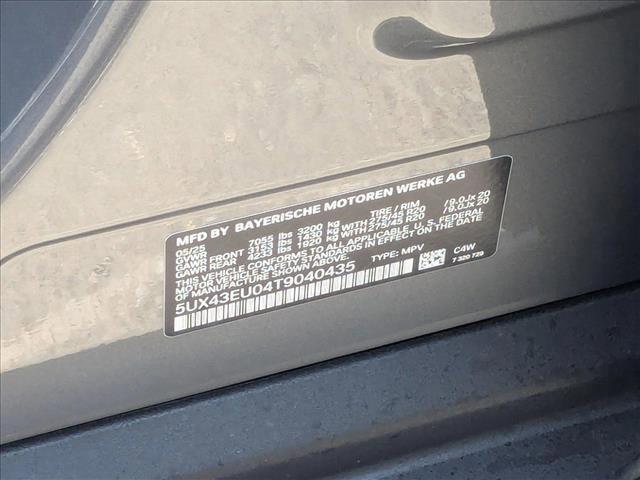 MFD BY BAYERISCHE MOTOREN WERKE AG
05/25 TIRE / RIM
GVWR 7055 lbs 3200 kg
GAWR FRONT 3153 lbs 1430 kg WITH 275/45 R20 / 9.0Jx 20
GAWR REAR 4233 lbs 1920 kg WITH 275/45 R20 / 9.0Jx 20
THIS VEHICLE CONFORMS TO ALL APPLICABLE U. S. FEDERAL
MOTOR VEHICLE SAFETY STANDARDS IN EFFECT ON THE DATE
OF MANUFACTURE SHOWN ABOVE.
5UX43EU04T9040435 TYPE: MPV C4W
7 320 729